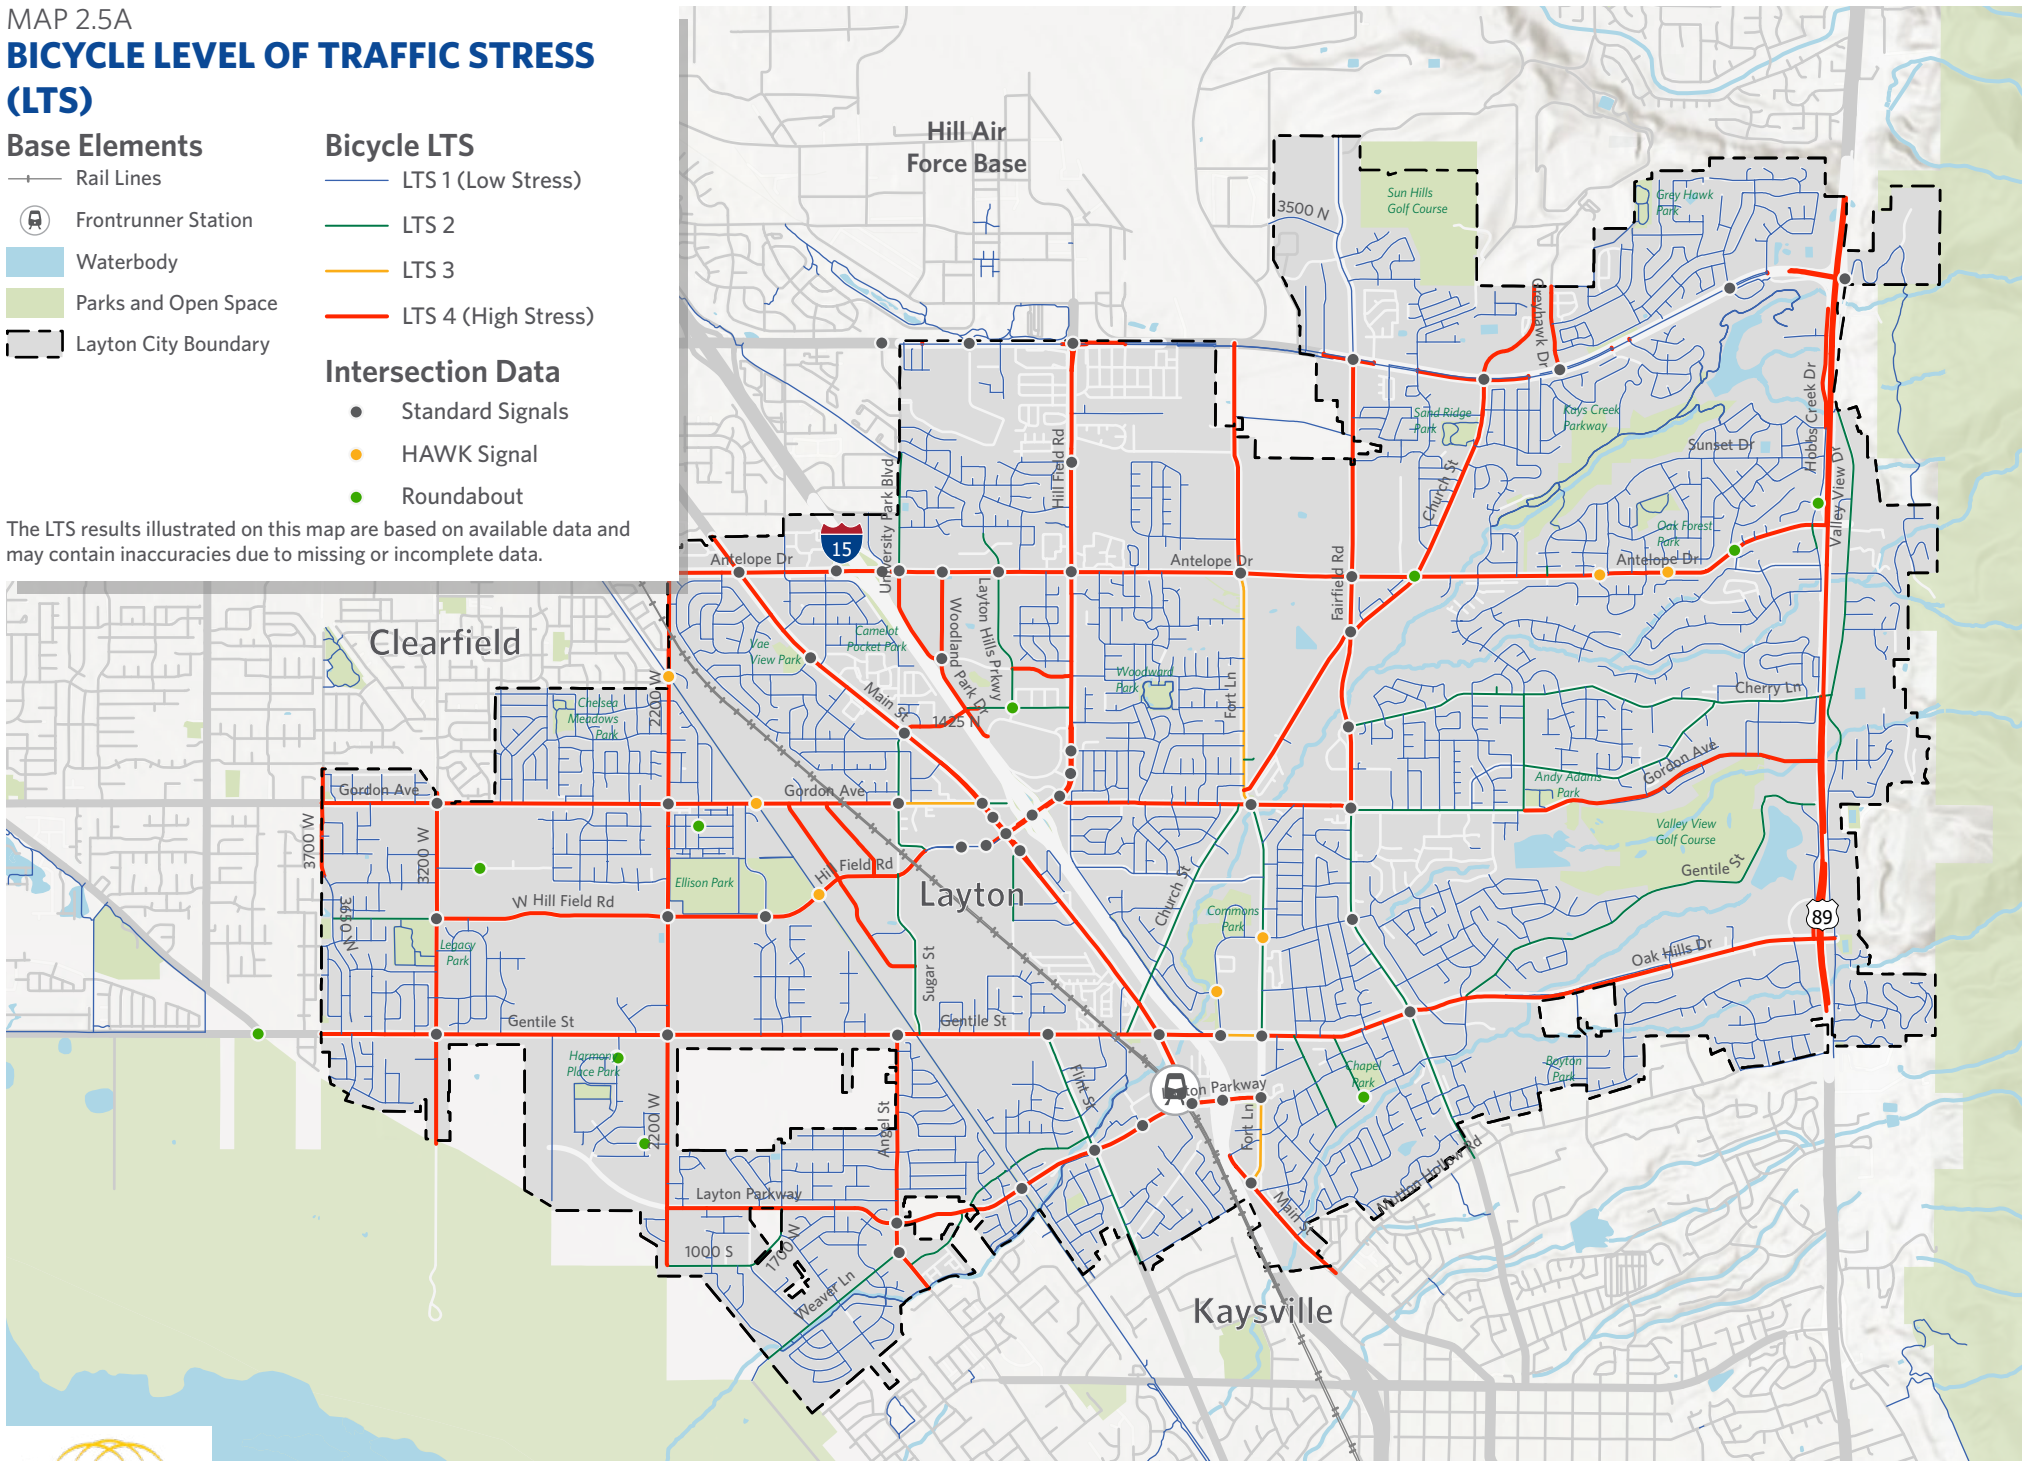 MAP 2.5A
BICYCLE LEVEL OF TRAFFIC STRESS
(LTS)
Base Elements
Rail Lines
Frontrunner Station
Waterbody
Parks and Open Space
Layton City Boundary
Bicycle LTS
LTS 1 (Low Stress)
LTS 2
LTS 3
LTS 4 (High Stress)
Intersection Data
Standard Signals
HAWK Signal
Roundabout
The LTS results illustrated on this map are based on available data and
may contain inaccuracies due to missing or incomplete data.
Hill Air
Force Base
Sun Hills
Golf Course
3500 N
Grey Hawk
Park
Greyhawk Dr
Sand Ridge
Park
Kays Creek
Parkway
Sunset Dr
Hobbs Creek Dr
Valley View Dr
Church St
Oak Forest
Park
Antelope Dr
Hill Field Rd
University Park Blvd
15
Antelope Dr
Antelope Dr
Fairfield Rd
Layton Hills Prkwy
Woodland Park Dr
Camelot
Pocket Park
Vae
View Park
Clearfield
Woodward
Park
Fort Ln
Cherry Ln
2200 W
Chelsea
Meadows
Park
Main St
1425 N
Gordon Ave
Andy Adams
Park
Gordon Ave
Gordon Ave
3700 W
3200 W
Valley View
Golf Course
Gentile St
Hill Field Rd
Ellison Park
W Hill Field Rd
Layton
Church St
Commons
Park
89
3650 W
Legacy
Park
Oak Hills Dr
Sugar St
Gentile St
Gentile St
Harmony
Place Park
Flint St
Chapel
Park
Boyton
Park
Layton Parkway
Fort Ln
2200 W
Angel St
Mutton Hollow Rd
Layton Parkway
Main St
1000 S
1700 W
Weaver Ln
Kaysville